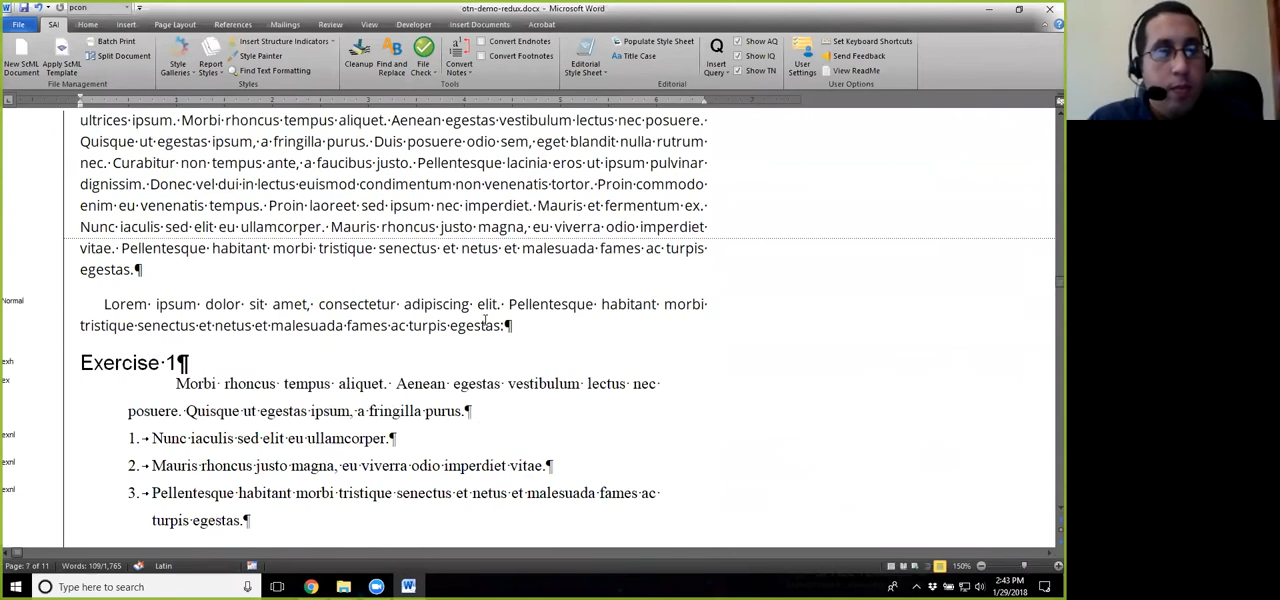 pcon
otn-demo-redux.docx - Microsoft Word
File SAI Home Insert Page Layout References Mailings Review View Developer Insert Documents Acrobat
New ScML Document
Apply ScML Template
Batch Print
Split Document
File Management
Style Galleries
Report Styles
Insert Structure Indicators
Style Painter
Find Text Formatting
Styles
Cleanup
Find and Replace
File Check
Convert Notes
Convert Endnotes
Convert Footnotes
Tools
Editorial Style Sheet
Populate Style Sheet
Title Case
Insert Query
Show AQ
Show IQ
Show TN
Editorial
User Settings
Set Keyboard Shortcuts
Send Feedback
View ReadMe
User Options
1 2 3 4 5 6 7
ultrices·ipsum.·Morbi·rhoncus·tempus·aliquet.·Aenean·egestas·vestibulum·lectus·nec·posuere.·
Quisque·ut·egestas·ipsum,·a·fringilla·purus.·Duis·posuere·odio·sem,·eget·blandit·nulla·rutrum·
nec.·Curabitur·non·tempus·ante,·a·faucibus·justo.·Pellentesque·lacinia·eros·ut·ipsum·pulvinar·
dignissim.·Donec·vel·dui·in·lectus·euismod·condimentum·non·venenatis·tortor.·Proin·commodo·
enim·eu·venenatis·tempus.·Proin·laoreet·sed·ipsum·nec·imperdiet.·Mauris·et·fermentum·ex.·
Nunc·iaculis·sed·elit·eu·ullamcorper.·Mauris·rhoncus·justo·magna,·eu·viverra·odio·imperdiet·
vitae.·Pellentesque·habitant·morbi·tristique·senectus·et·netus·et·malesuada·fames·ac·turpis·
egestas.¶
Normal
Lorem·ipsum·dolor·sit·amet,·consectetur·adipiscing·elit.·Pellentesque·habitant·morbi·
tristique·senectus·et·netus·et·malesuada·fames·ac·turpis·egestas:¶
exh
Exercise·1¶
ex
Morbi·rhoncus·tempus·aliquet.·Aenean·egestas·vestibulum·lectus·nec·
posuere.·Quisque·ut·egestas·ipsum,·a·fringilla·purus.¶
exnl
1.→Nunc·iaculis·sed·elit·eu·ullamcorper.¶
exnl
2.→Mauris·rhoncus·justo·magna,·eu·viverra·odio·imperdiet·vitae.¶
exnl
3.→Pellentesque·habitant·morbi·tristique·senectus·et·netus·et·malesuada·fames·ac·
turpis·egestas.¶
Page: 7 of 11 Words: 109/1,765 Latin 150%
Type here to search
2:43 PM
1/29/2018